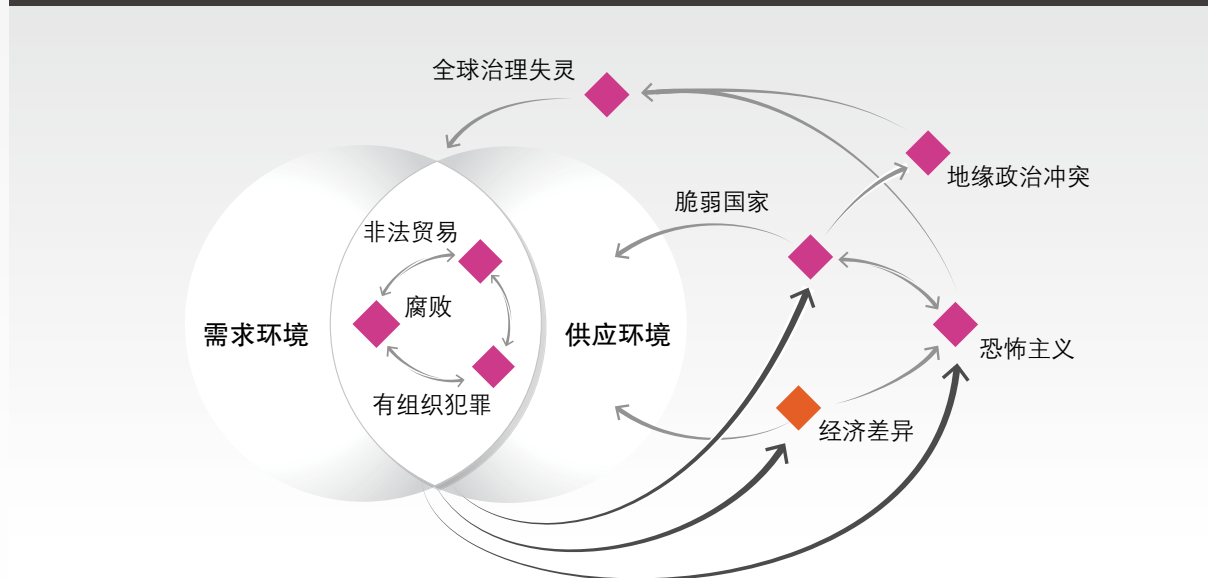 全球治理失灵
地缘政治冲突
脆弱国家
非法贸易
腐败
需求环境
供应环境
恐怖主义
有组织犯罪
经济差异